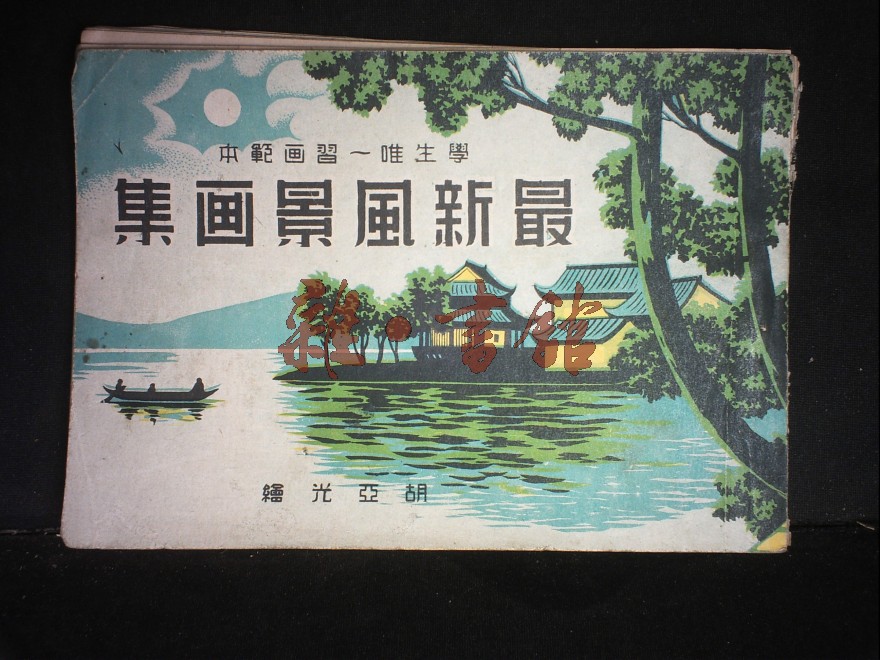 學生唯一習画範本
最新風景画集
雜·書館
胡亞光繪